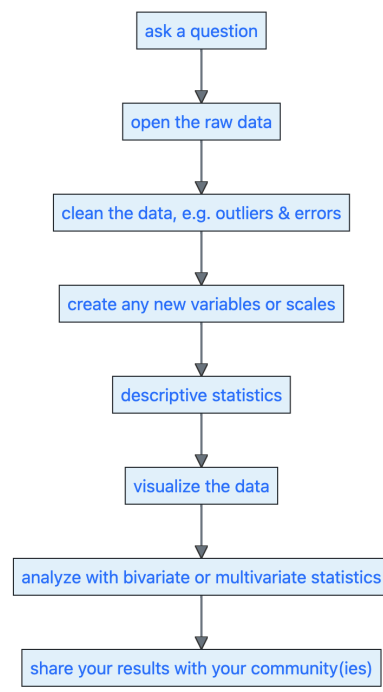 ask a question
open the raw data
clean the data, e.g. outliers & errors
create any new variables or scales
descriptive statistics
visualize the data
analyze with bivariate or multivariate statistics
share your results with your community(ies)